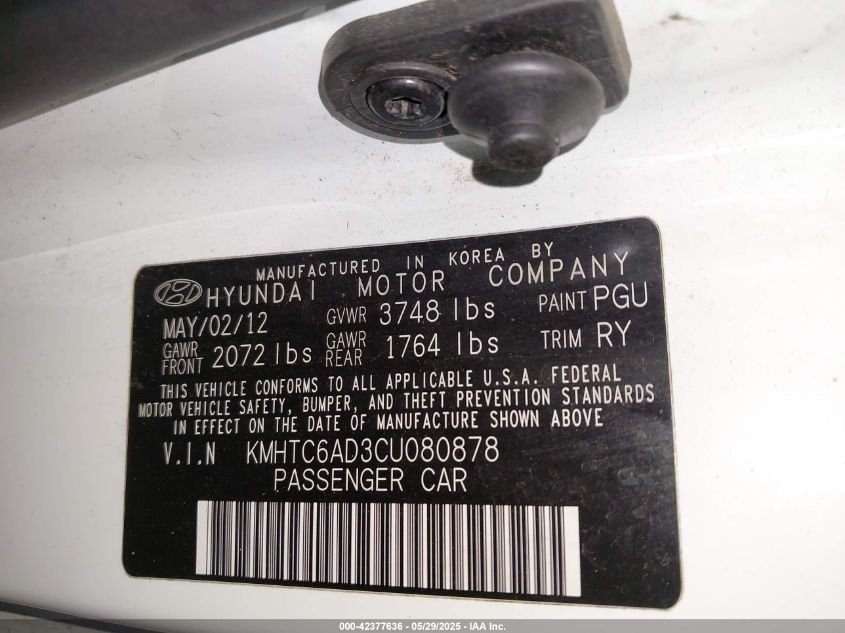 MANUFACTURED IN KOREA BY
HYUNDAI MOTOR COMPANY
MAY/02/12 GVWR 3748 lbs PAINT PGU
GAWR FRONT 2072 lbs GAWR REAR 1764 lbs TRIM RY
THIS VEHICLE CONFORMS TO ALL APPLICABLE U.S.A. FEDERAL
MOTOR VEHICLE SAFETY, BUMPER, AND THEFT PREVENTION STANDARDS
IN EFFECT ON THE DATE OF MANUFACTURE SHOWN ABOVE
V.I.N KMHTC6AD3CU080878
PASSENGER CAR
000-42377636 - 05/29/2025 - IAA Inc.